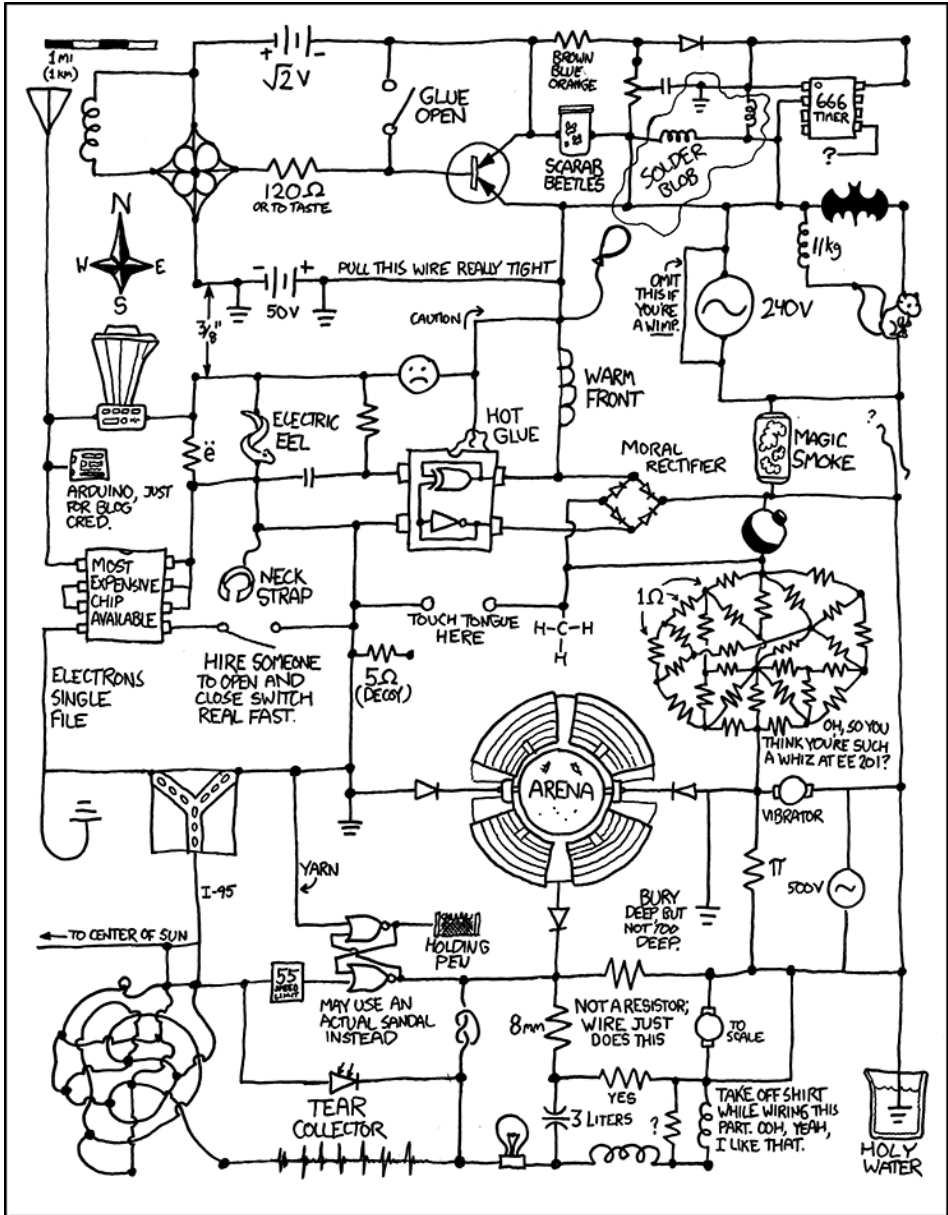 1 MI
(1 KM)
+ -
√2 V
GLUE
OPEN
BROWN
BLUE
ORANGE
666
TIMER
?
SCARAB
BEETLES
SOLDER
BLOB
120Ω
OR TO TASTE
N
W E
S
11kg
- +
50V
PULL THIS WIRE REALLY TIGHT
3/8"
CAUTION
OMIT
THIS IF
YOU'RE
A WIMP.
240V
WARM
FRONT
ELECTRIC
EEL
HOT
GLUE
ë
MORAL
RECTIFIER
MAGIC
SMOKE
?
ARDUINO, JUST
FOR BLOG
CRED.
MOST
EXPENSIVE
CHIP
AVAILABLE
NECK
STRAP
TOUCH TONGUE
HERE
H-C-H
H
1Ω
ELECTRONS
SINGLE
FILE
HIRE SOMEONE
TO OPEN AND
CLOSE SWITCH
REAL FAST.
5Ω
(DECOY)
OH, SO YOU
THINK YOU'RE SUCH
A WHIZ AT EE 201?
ARENA
VIBRATOR
YARN
I-95
π
500V
BURY
DEEP, BUT
NOT TOO
DEEP.
TO CENTER OF SUN
HOLDING
PEN
55
SPEED
LIMIT
MAY USE AN
ACTUAL SANDAL
INSTEAD
NOT A RESISTOR;
WIRE JUST
DOES THIS
8mm
TO
SCALE
TEAR
COLLECTOR
YES
3 LITERS
?
TAKE OFF SHIRT
WHILE WIRING THIS
PART. OOH, YEAH,
I LIKE THAT.
HOLY
WATER